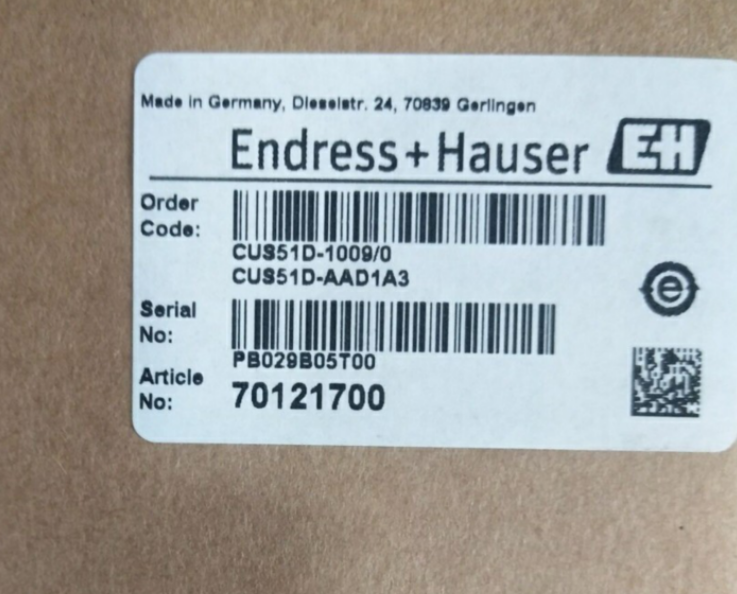 Made in Germany, Dieselstr. 24, 70839 Gerlingen
Endress+Hauser EH
Order
Code:
CUS51D-1009/0
CUS51D-AAD1A3
Serial
No:
PB029B05T00
Article
No:
70121700
e